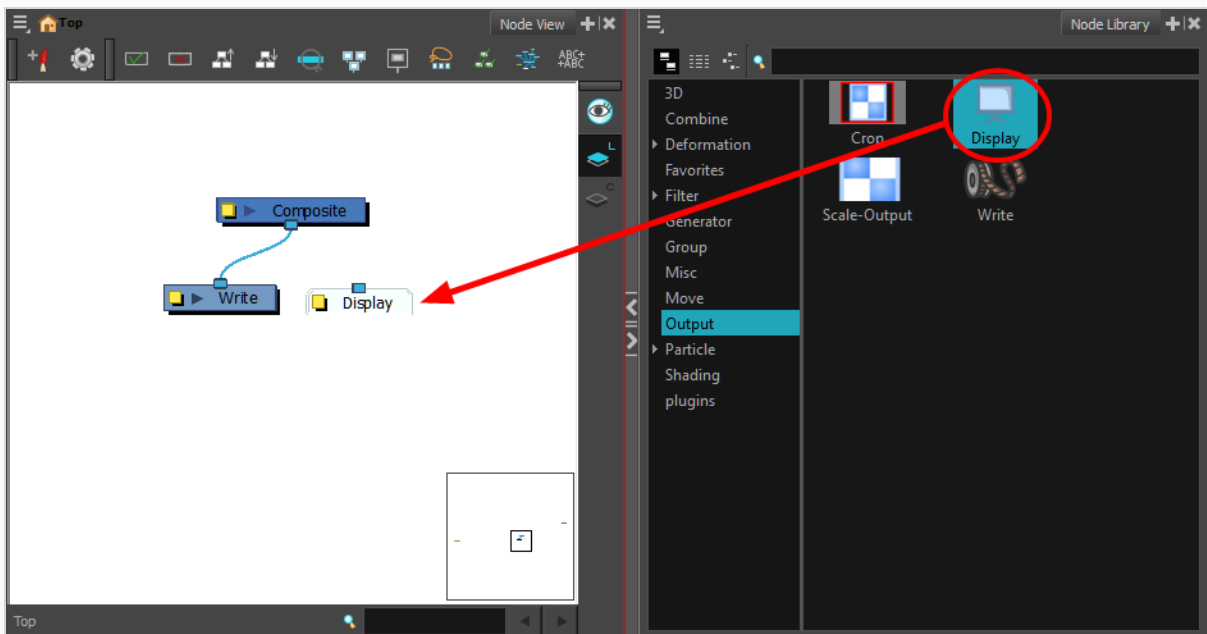 Top
Node View
ABC+
+ABC
L
C
Composite
Write
Display
Top
Node Library
3D
Combine
Deformation
Favorites
Filter
Generator
Group
Misc
Move
Output
Particle
Shading
plugins
Crop
Display
Scale-Output
Write